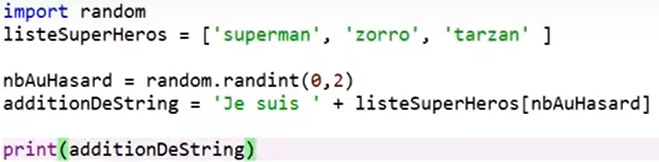 import random
listeSuperHeros = ['superman', 'zorro', 'tarzan' ]
nbAuHasard = random.randint(0,2)
additionDeString = 'Je suis ' + listeSuperHeros[nbAuHasard]
print(additionDeString)